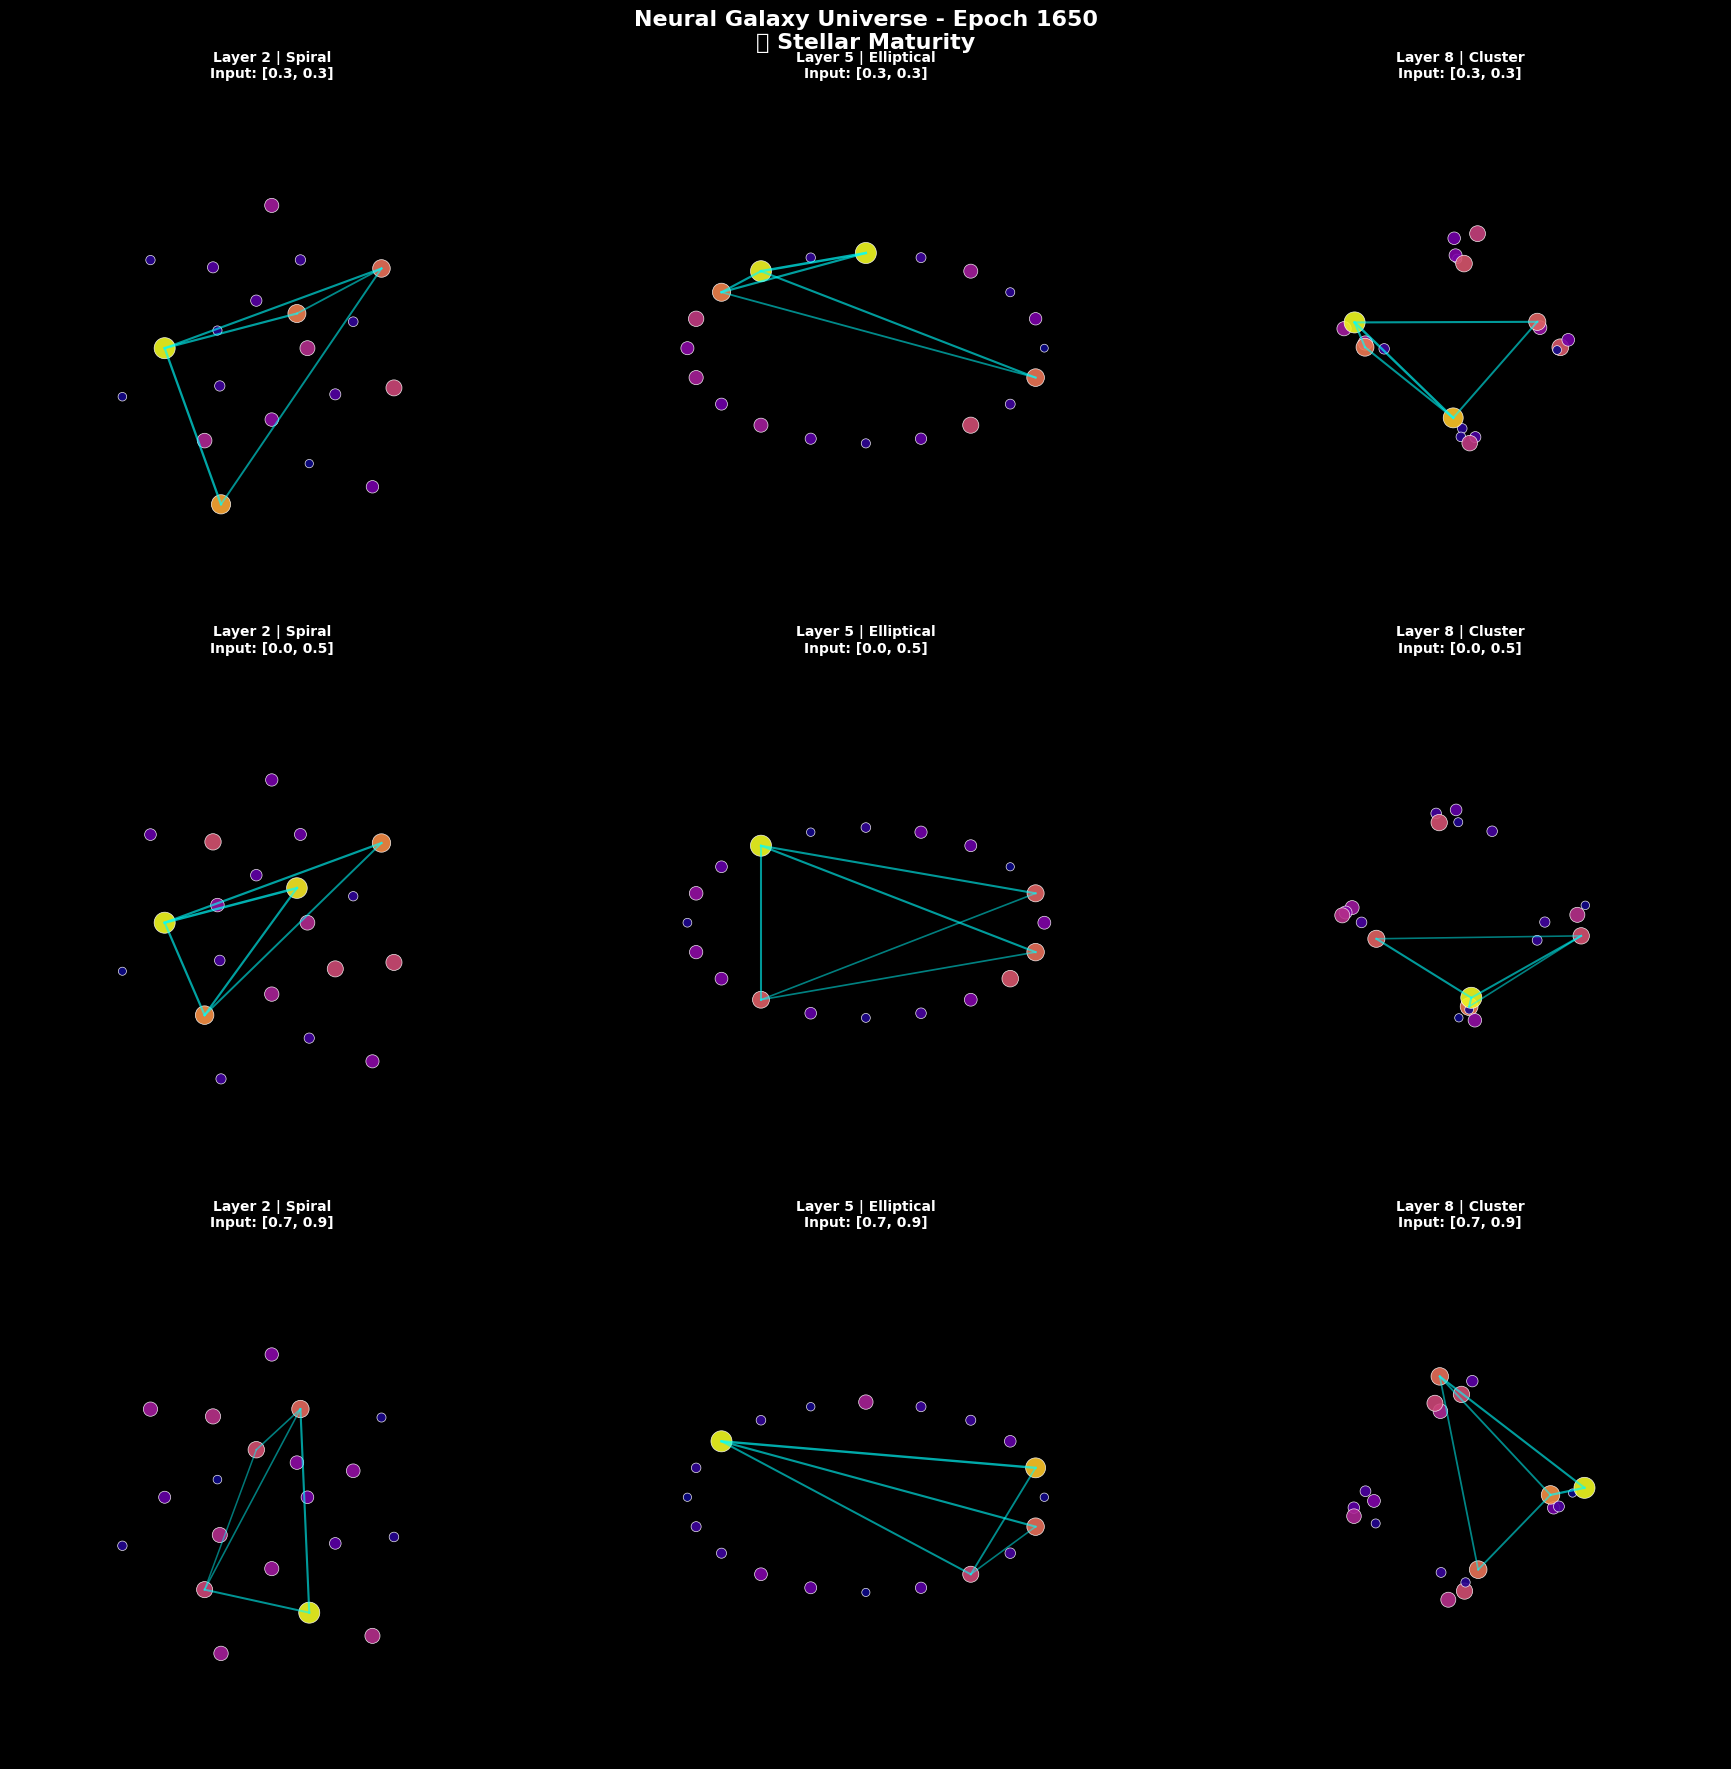 Neural Galaxy Universe - Epoch 1650
Stellar Maturity
Layer 2 | Spiral
Input: [0.3, 0.3]
Layer 5 | Elliptical
Input: [0.3, 0.3]
Layer 8 | Cluster
Input: [0.3, 0.3]
Layer 2 | Spiral
Input: [0.0, 0.5]
Layer 5 | Elliptical
Input: [0.0, 0.5]
Layer 8 | Cluster
Input: [0.0, 0.5]
Layer 2 | Spiral
Input: [0.7, 0.9]
Layer 5 | Elliptical
Input: [0.7, 0.9]
Layer 8 | Cluster
Input: [0.7, 0.9]